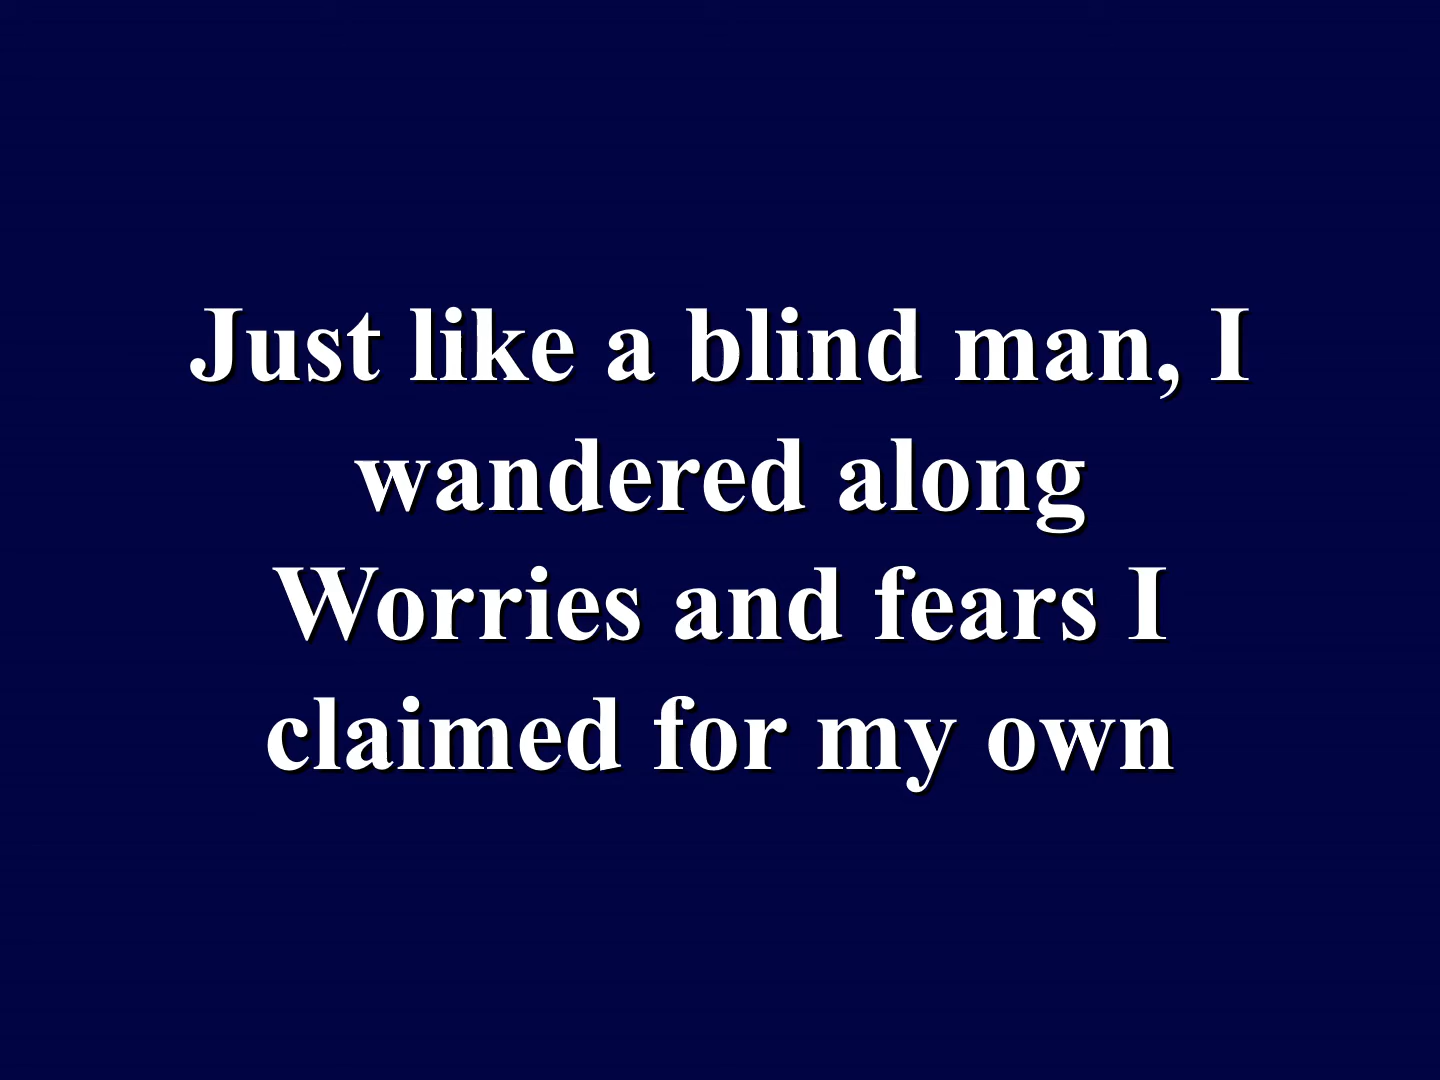 Just like a blind man, I
wandered along
Worries and fears I
claimed for my own